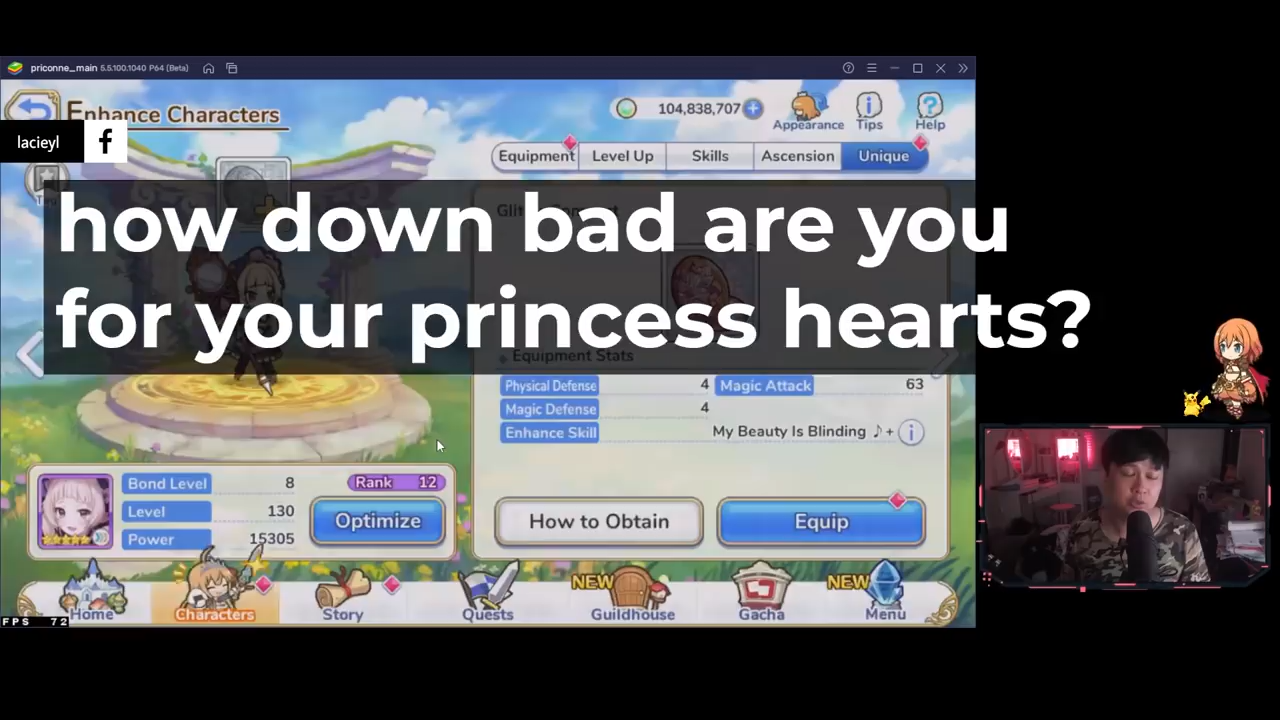 priconne_main 5.5.100.1040 P64 (Beta)
Enhance Characters
104,838,707
Appearance
Tips
Help
lacieyl
f
Equipment
Level Up
Skills
Ascension
Unique
how down bad are you
for your princess hearts?
Equipment Stats
Physical Defense 4
Magic Attack 63
Magic Defense 4
Enhance Skill My Beauty Is Blinding ♪+
Bond Level 8
Rank 12
Level 130
Power 15305
Optimize
How to Obtain
Equip
Home
Characters
Story
Quests
NEW
Guildhouse
Gacha
NEW
Menu
FPS 72